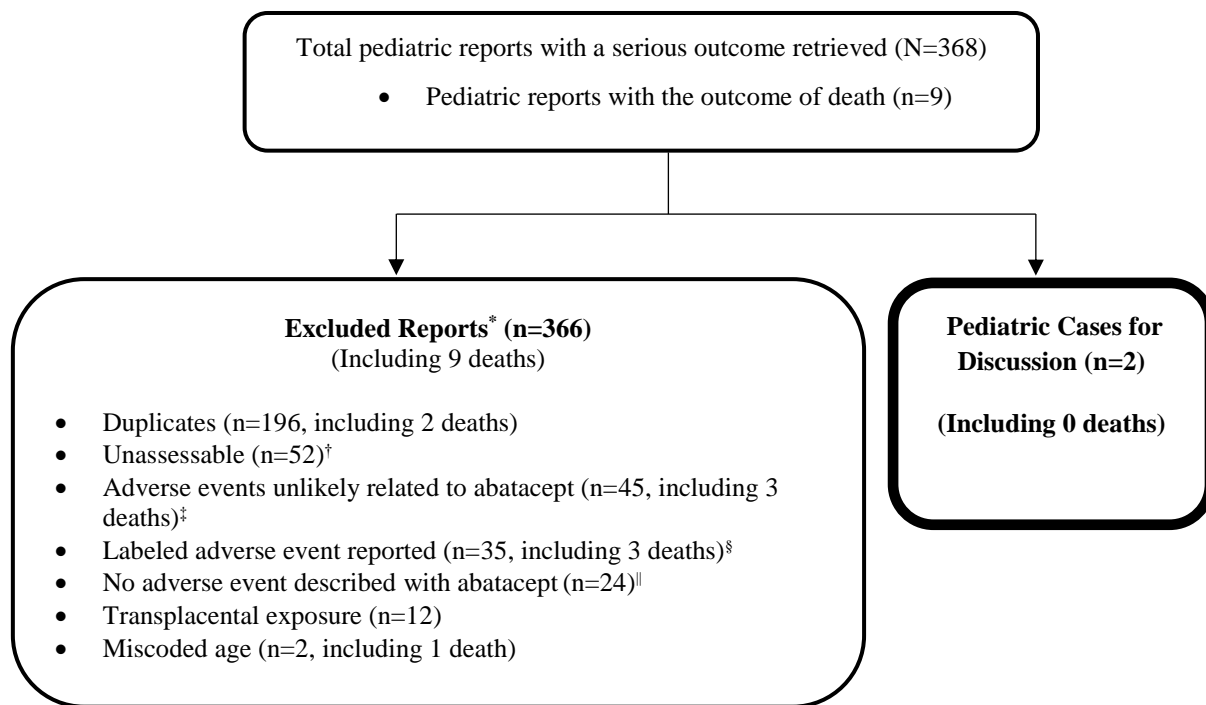 Total pediatric reports with a serious outcome retrieved (N=368)
• Pediatric reports with the outcome of death (n=9)
Excluded Reports* (n=366)
(Including 9 deaths)
• Duplicates (n=196, including 2 deaths)
• Unassessable (n=52)†
• Adverse events unlikely related to abatacept (n=45, including 3
deaths)‡
• Labeled adverse event reported (n=35, including 3 deaths)§
• No adverse event described with abatacept (n=24)||
• Transplacental exposure (n=12)
• Miscoded age (n=2, including 1 death)
Pediatric Cases for
Discussion (n=2)
(Including 0 deaths)